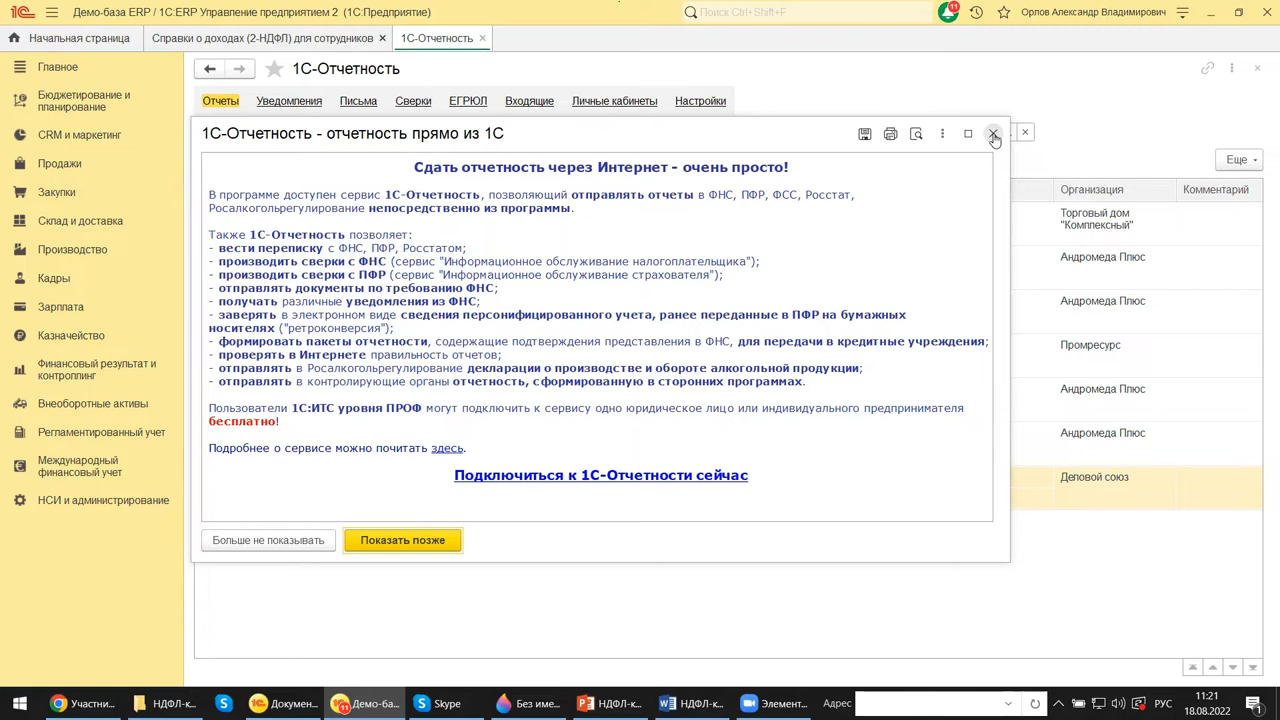 Демо-база ERP / 1С:ERP Управление предприятием 2 (1С:Предприятие)
Поиск Ctrl+Shift+F
11
Орлов Александр Владимирович
Начальная страница
Справки о доходах (2-НДФЛ) для сотрудников
1С-Отчетность
Главное
Бюджетирование и
планирование
CRM и маркетинг
Продажи
Закупки
Склад и доставка
Производство
Кадры
Зарплата
Казначейство
Финансовый результат и
контроллинг
Внеоборотные активы
Регламентированный учет
Международный
финансовый учет
НСИ и администрирование
1С-Отчетность
Отчеты
Уведомления
Письма
Сверки
ЕГРЮЛ
Входящие
Личные кабинеты
Настройки
Еще
Организация
Комментарий
Торговый дом
"Комплексный"
Андромеда Плюс
Андромеда Плюс
Промресурс
Андромеда Плюс
Андромеда Плюс
Деловой союз
1С-Отчетность - отчетность прямо из 1С
Сдать отчетность через Интернет - очень просто!
В программе доступен сервис 1С-Отчетность, позволяющий отправлять отчеты в ФНС, ПФР, ФСС, Росстат,
Росалкогольрегулирование непосредственно из программы.
Также 1С-Отчетность позволяет:
- вести переписку с ФНС, ПФР, Росстатом;
- производить сверки с ФНС (сервис "Информационное обслуживание налогоплательщика");
- производить сверки с ПФР (сервис "Информационное обслуживание страхователя");
- отправлять документы по требованию ФНС;
- получать различные уведомления из ФНС;
- заверять в электронном виде сведения персонифицированного учета, ранее переданные в ПФР на бумажных
носителях ("ретроконверсия");
- формировать пакеты отчетности, содержащие подтверждения представления в ФНС, для передачи в кредитные учреждения;
- проверять в Интернете правильность отчетов;
- отправлять в Росалкогольрегулирование декларации о производстве и обороте алкогольной продукции;
- отправлять в контролирующие органы отчетность, сформированную в сторонних программах.
Пользователи 1С:ИТС уровня ПРОФ могут подключить к сервису одно юридическое лицо или индивидуального предпринимателя
бесплатно!
Подробнее о сервисе можно почитать здесь.
Подключиться к 1С-Отчетности сейчас
Больше не показывать
Показать позже
Участни...
НДФЛ-к...
Докумен...
11
Демо-ба...
Skype
Без име...
НДФЛ-к...
НДФЛ-к...
Элемент...
Адрес
РУС
11:21
18.08.2022
1